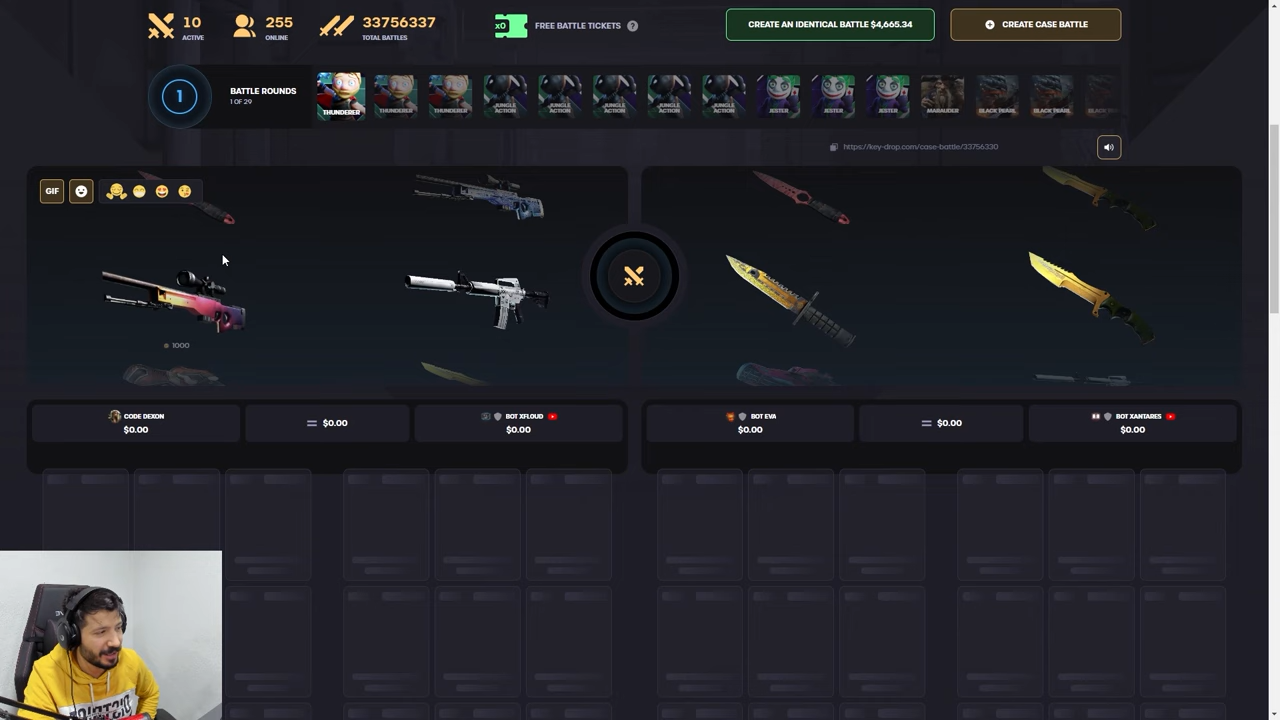 10
ACTIVE
255
ONLINE
33756337
TOTAL BATTLES
x0
FREE BATTLE TICKETS ?
CREATE AN IDENTICAL BATTLE $4,665.34
CREATE CASE BATTLE
1
BATTLE ROUNDS
1 OF 29
THUNDERER
THUNDERER
THUNDERER
JUNGLE ACTION
JUNGLE ACTION
JUNGLE ACTION
JUNGLE ACTION
JUNGLE ACTION
JESTER
JESTER
JESTER
MARAUDER
BLACK PEARL
BLACK PEARL
https://key-drop.com/case-battle/33756330
GIF
1000
CODE DEXON
$0.00
= $0.00
BOT XFLOUD
$0.00
BOT EVA
$0.00
= $0.00
BOT XANTARES
$0.00